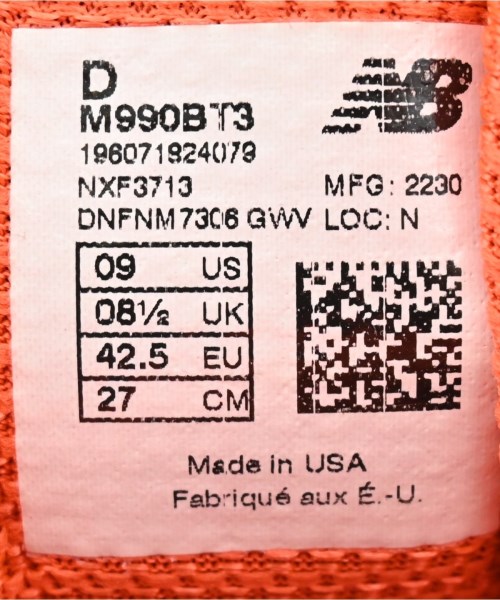 D
NB
M990BT3
196071924079
NXF3713 MFG: 2230
DNFNM7306 GWV LOC: N
09 US
08½ UK
42.5 EU
27 CM
Made in USA
Fabriqué aux É.-U.